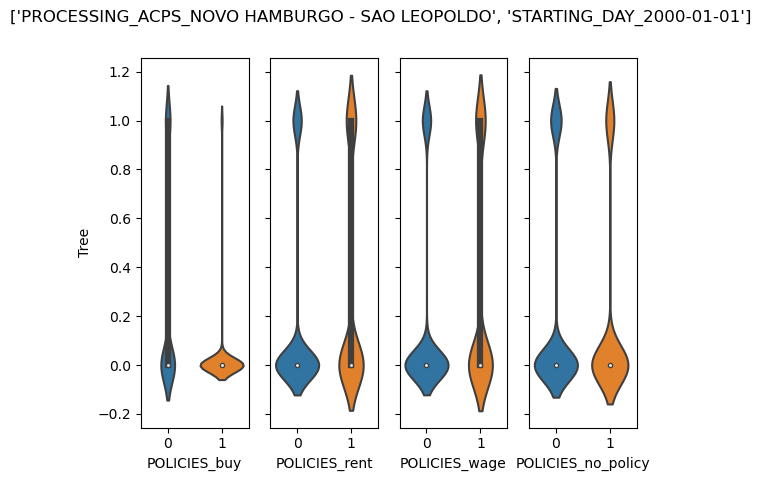 ['PROCESSING_ACPS_NOVO HAMBURGO - SAO LEOPOLDO', 'STARTING_DAY_2000-01-01']
1.2
1.0
0.8
0.6
0.4
0.2
0.0
−0.2
Tree
0 1 0 1 0 1 0 1
POLICIES_buy POLICIES_rent POLICIES_wage POLICIES_no_policy